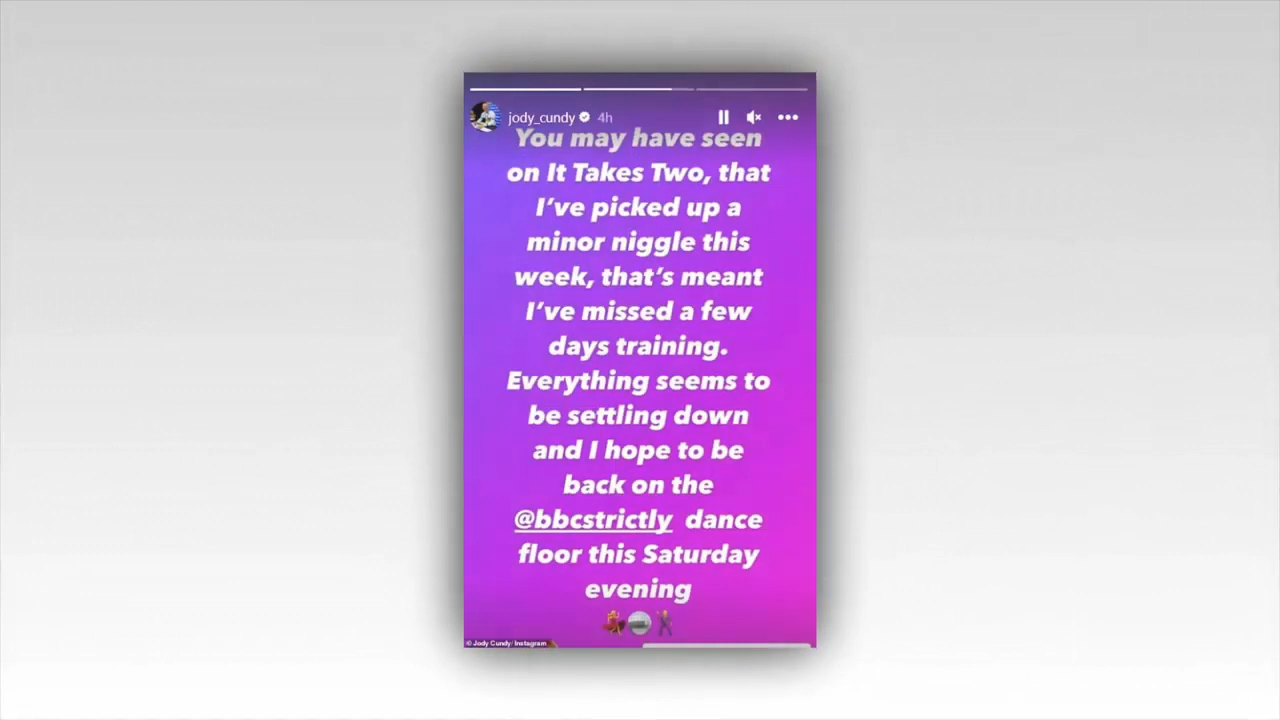 jody_cundy 4h
You may have seen
on It Takes Two, that
I’ve picked up a
minor niggle this
week, that’s meant
I’ve missed a few
days training.
Everything seems to
be settling down
and I hope to be
back on the
@bbcstrictly dance
floor this Saturday
evening
© Jody Cundy/ Instagram